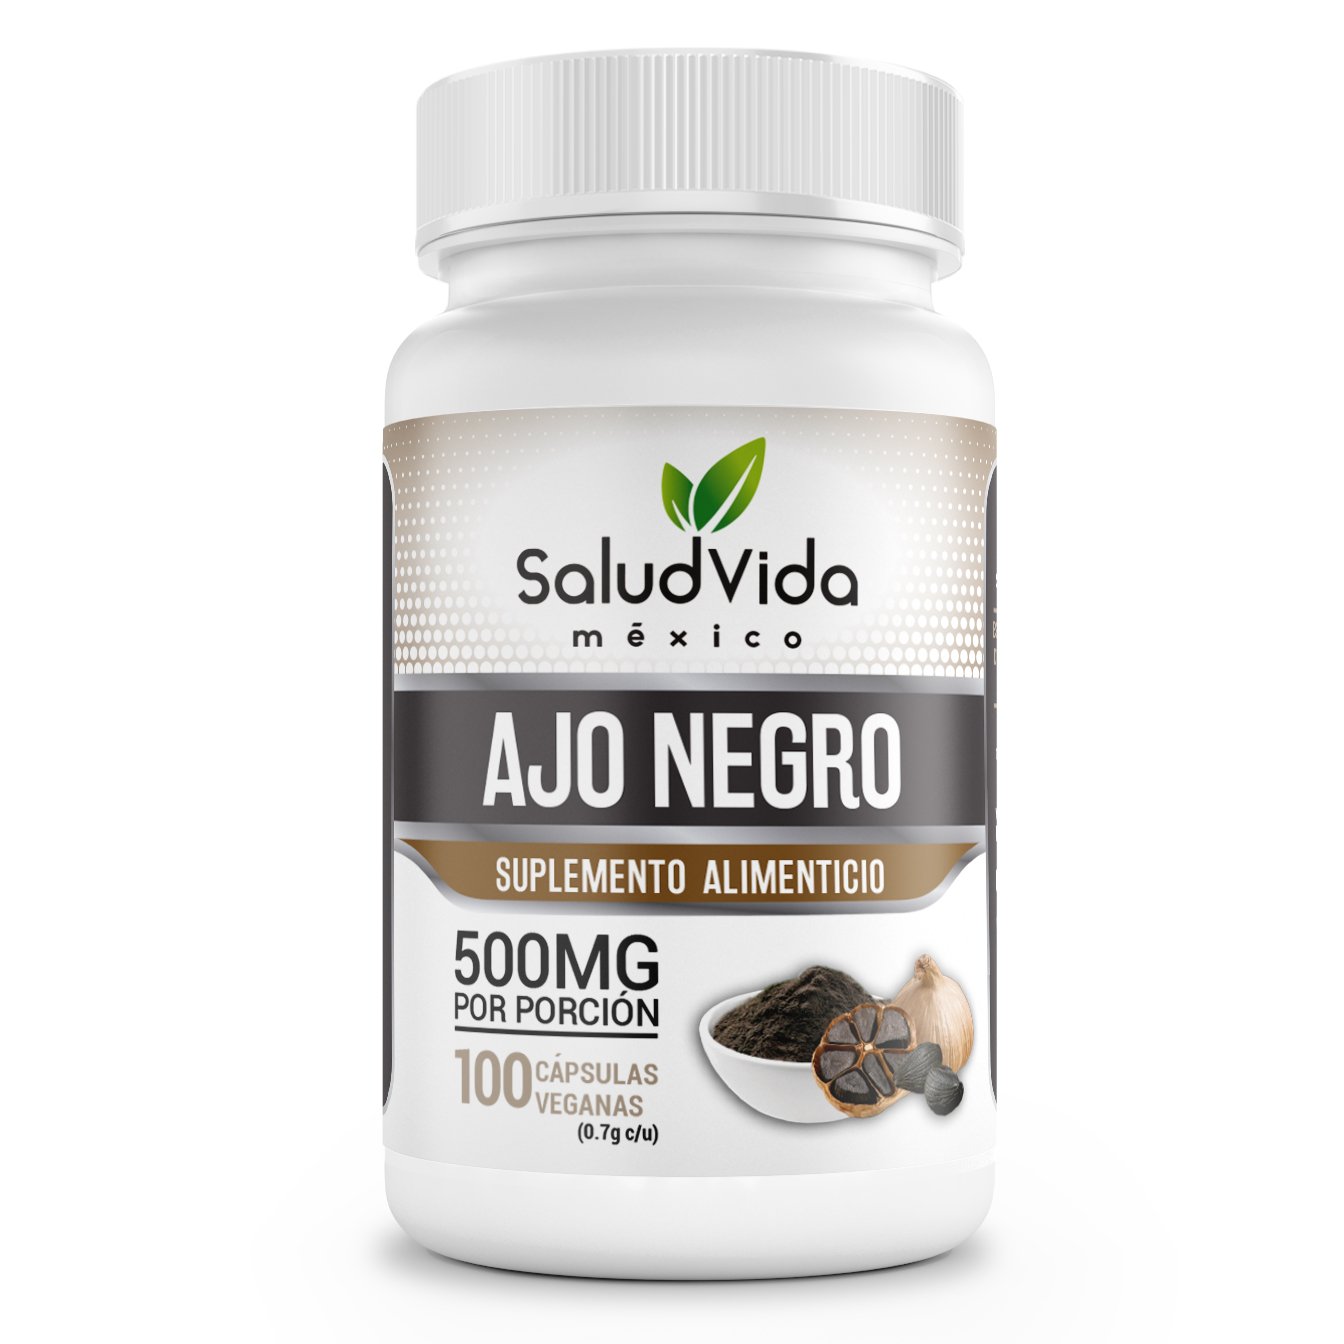 SaludVida
méxico
AJO NEGRO
SUPLEMENTO ALIMENTICIO
500MG
POR PORCIÓN
100 CÁPSULAS
VEGANAS
(0.7g c/u)